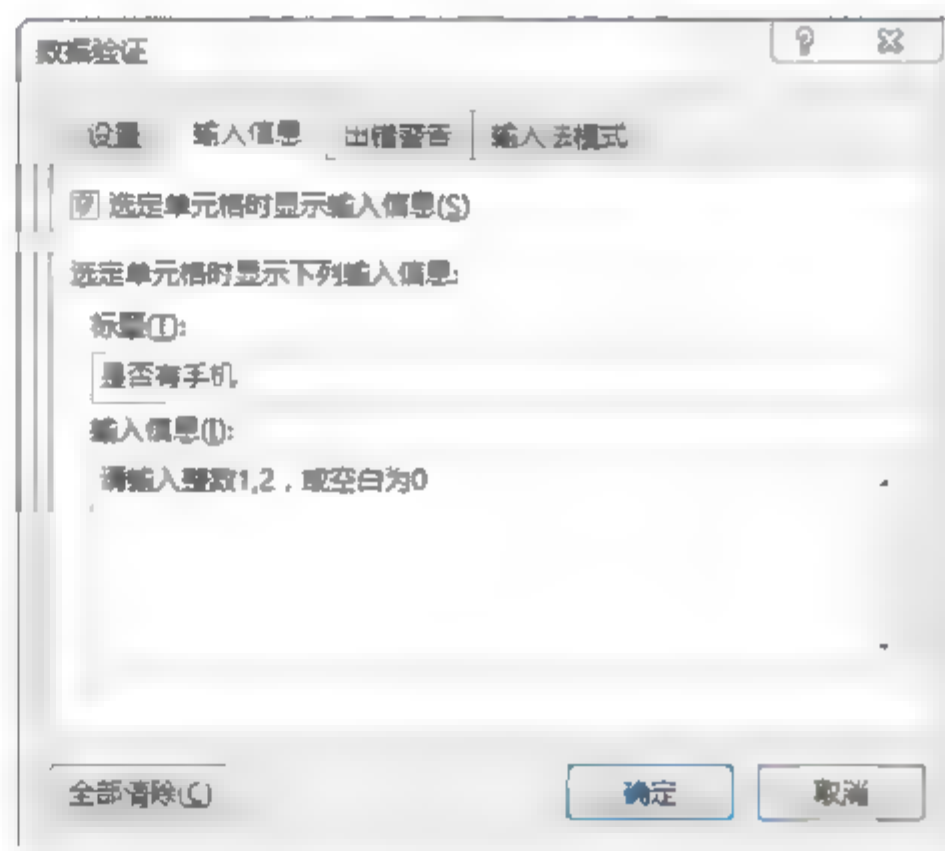 数据验证
设置 输入信息 出错警告 输入法模式
选定单元格时显示输入信息(S)
选定单元格时显示下列输入信息:
标题(T):
是否有手机
输入信息(I):
请输入整数1,2，或空白为0
全部清除(C) 确定 取消